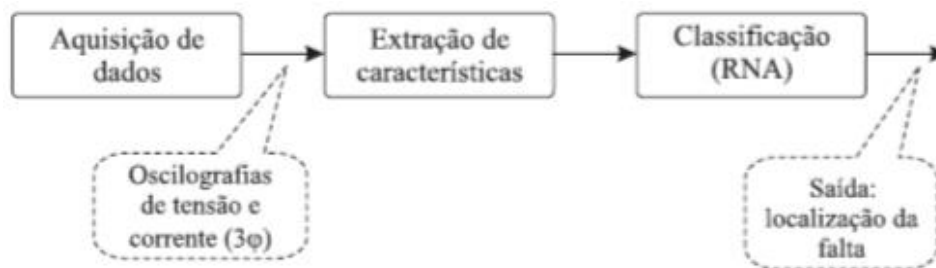 Aquisição de
dados
Extração de
características
Classificação
(RNA)
Oscilografias
de tensão e
corrente (3φ)
Saída:
localização da
falta